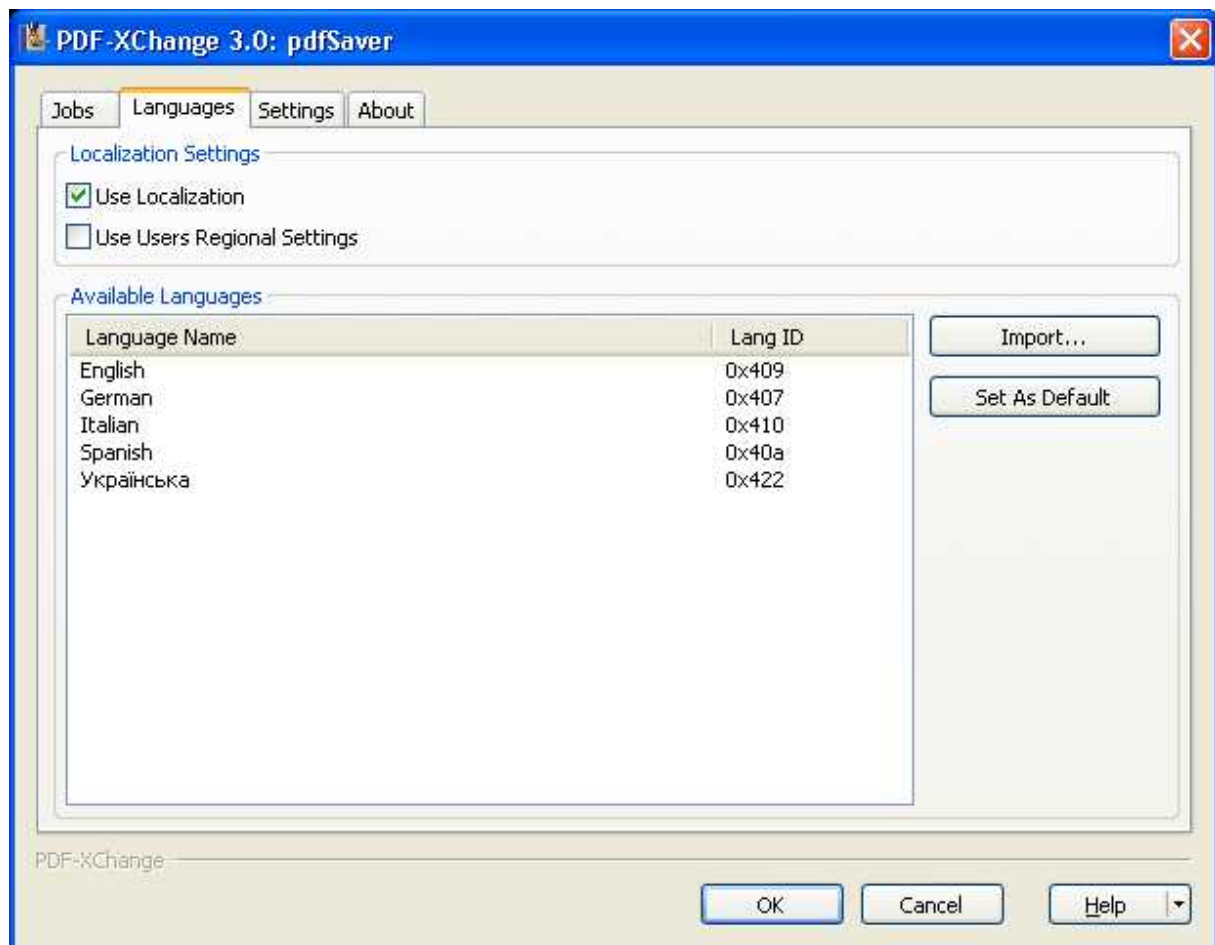 PDF-XChange 3.0: pdfSaver
Jobs Languages Settings About
Localization Settings
Use Localization
Use Users Regional Settings
Available Languages
Language Name Lang ID
English 0x409
German 0x407
Italian 0x410
Spanish 0x40a
Українська 0x422
Import...
Set As Default
PDF-XChange
OK Cancel Help